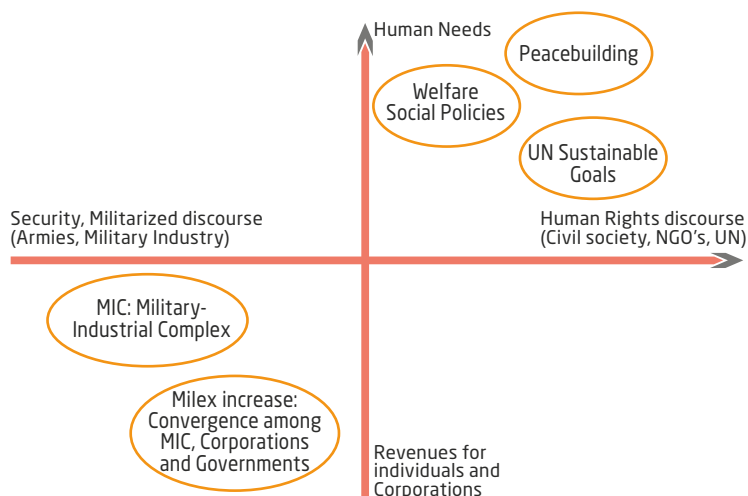 Human Needs
Peacebuilding
Welfare
Social Policies
UN Sustainable
Goals
Security, Militarized discourse
(Armies, Military Industry)
Human Rights discourse
(Civil society, NGO's, UN)
MIC: Military-
Industrial Complex
Milex increase:
Convergence among
MIC, Corporations
and Governments
Revenues for
individuals and
Corporations